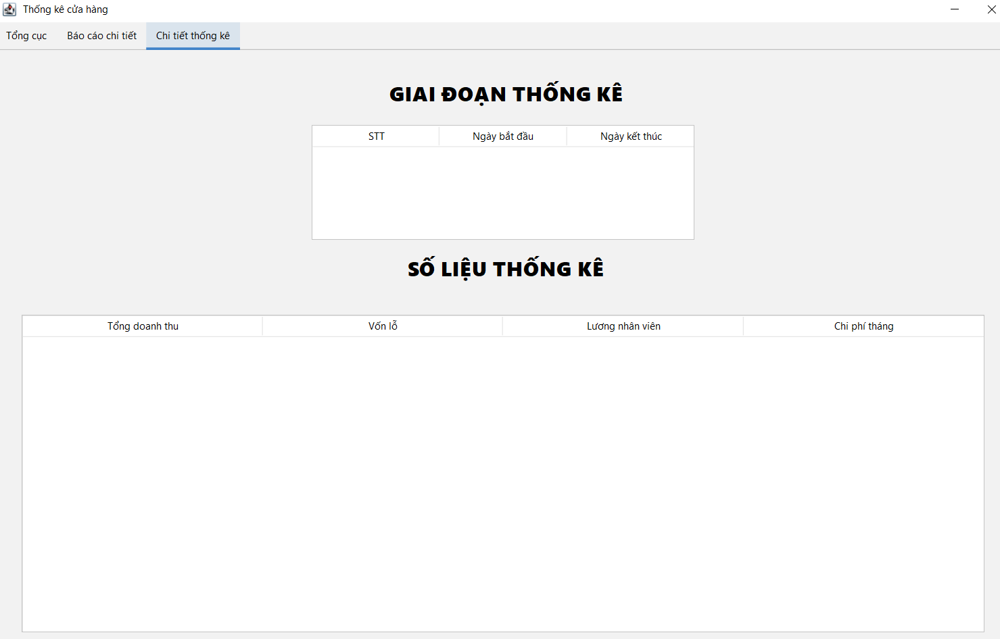 Thống kê cửa hàng
Tổng cục Báo cáo chi tiết Chi tiết thống kê
GIAI ĐOẠN THỐNG KÊ
STT Ngày bắt đầu Ngày kết thúc
SỐ LIỆU THỐNG KÊ
Tổng doanh thu Vốn lỗ Lương nhân viên Chi phí tháng